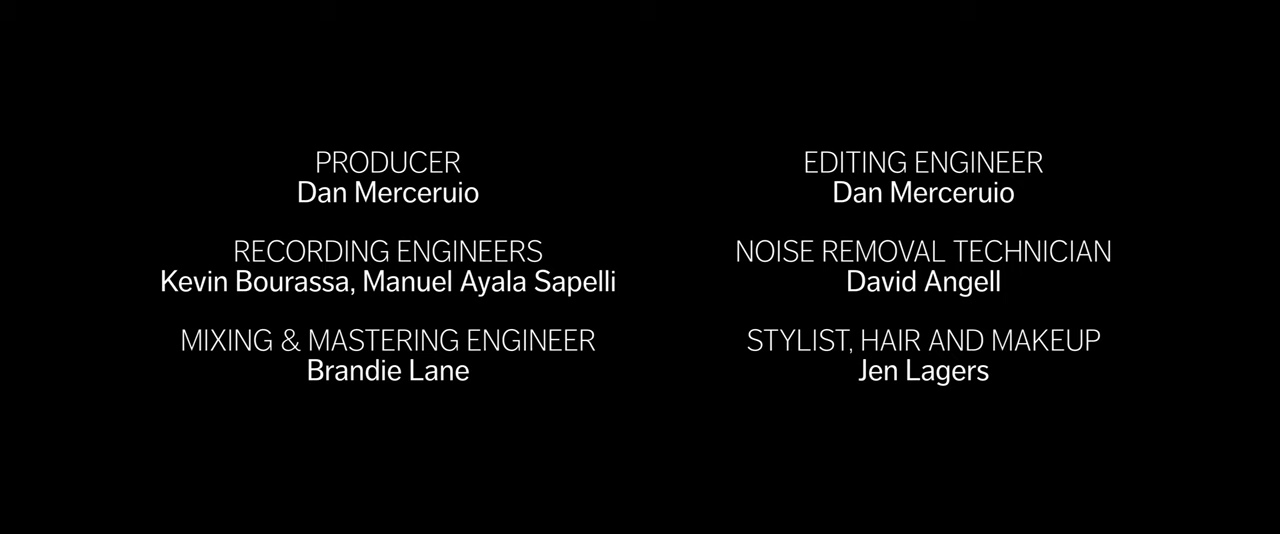 PRODUCER
Dan Merceruio
RECORDING ENGINEERS
Kevin Bourassa, Manuel Ayala Sapelli
MIXING & MASTERING ENGINEER
Brandie Lane
EDITING ENGINEER
Dan Merceruio
NOISE REMOVAL TECHNICIAN
David Angell
STYLIST, HAIR AND MAKEUP
Jen Lagers